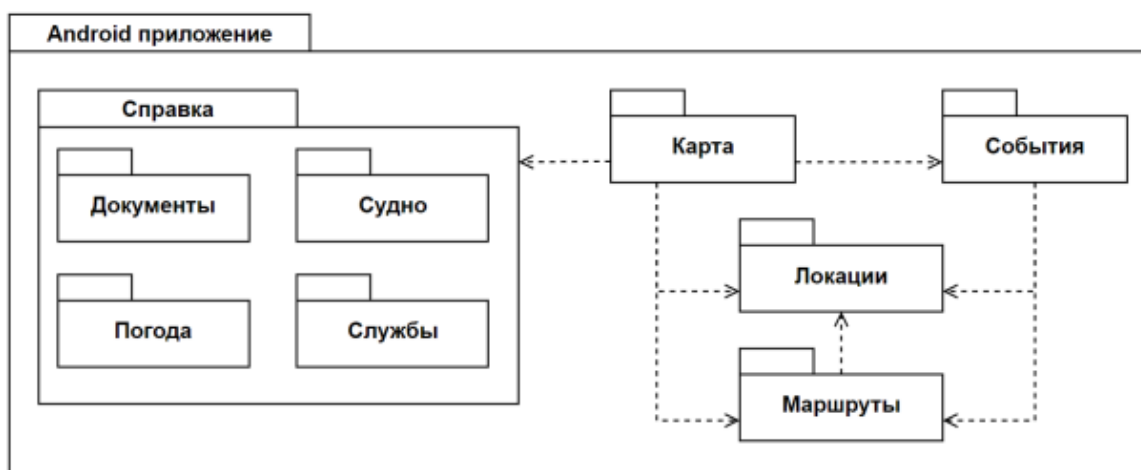 Android приложение
Справка
Карта
События
Документы
Судно
Локации
Погода
Службы
Маршруты